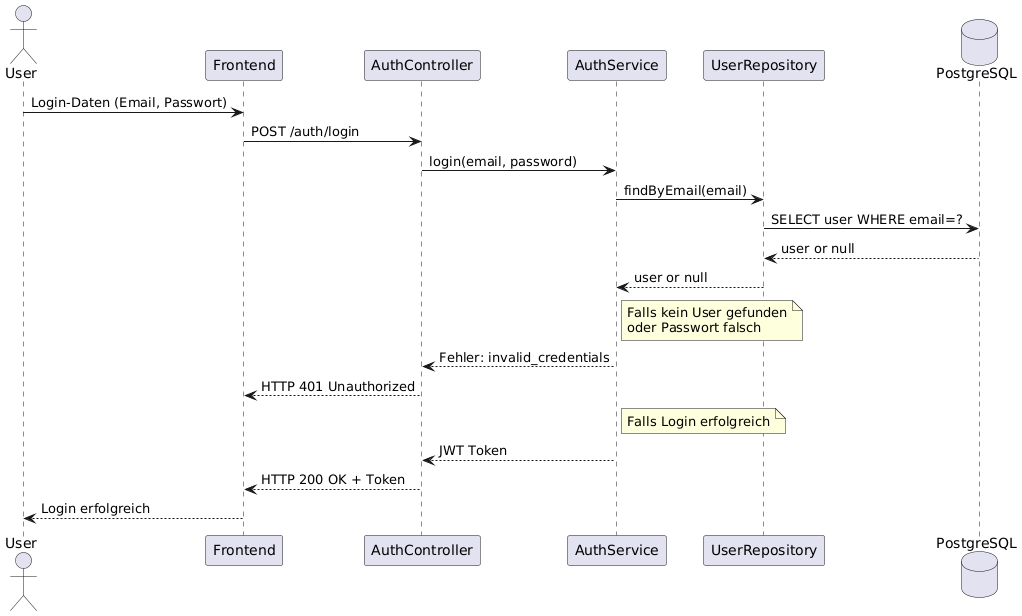 User
Frontend
AuthController
AuthService
UserRepository
PostgreSQL
Login-Daten (Email, Passwort)
POST /auth/login
login(email, password)
findByEmail(email)
SELECT user WHERE email=?
user or null
user or null
Falls kein User gefunden
oder Passwort falsch
Fehler: invalid_credentials
HTTP 401 Unauthorized
Falls Login erfolgreich
JWT Token
HTTP 200 OK + Token
Login erfolgreich
User
Frontend
AuthController
AuthService
UserRepository
PostgreSQL